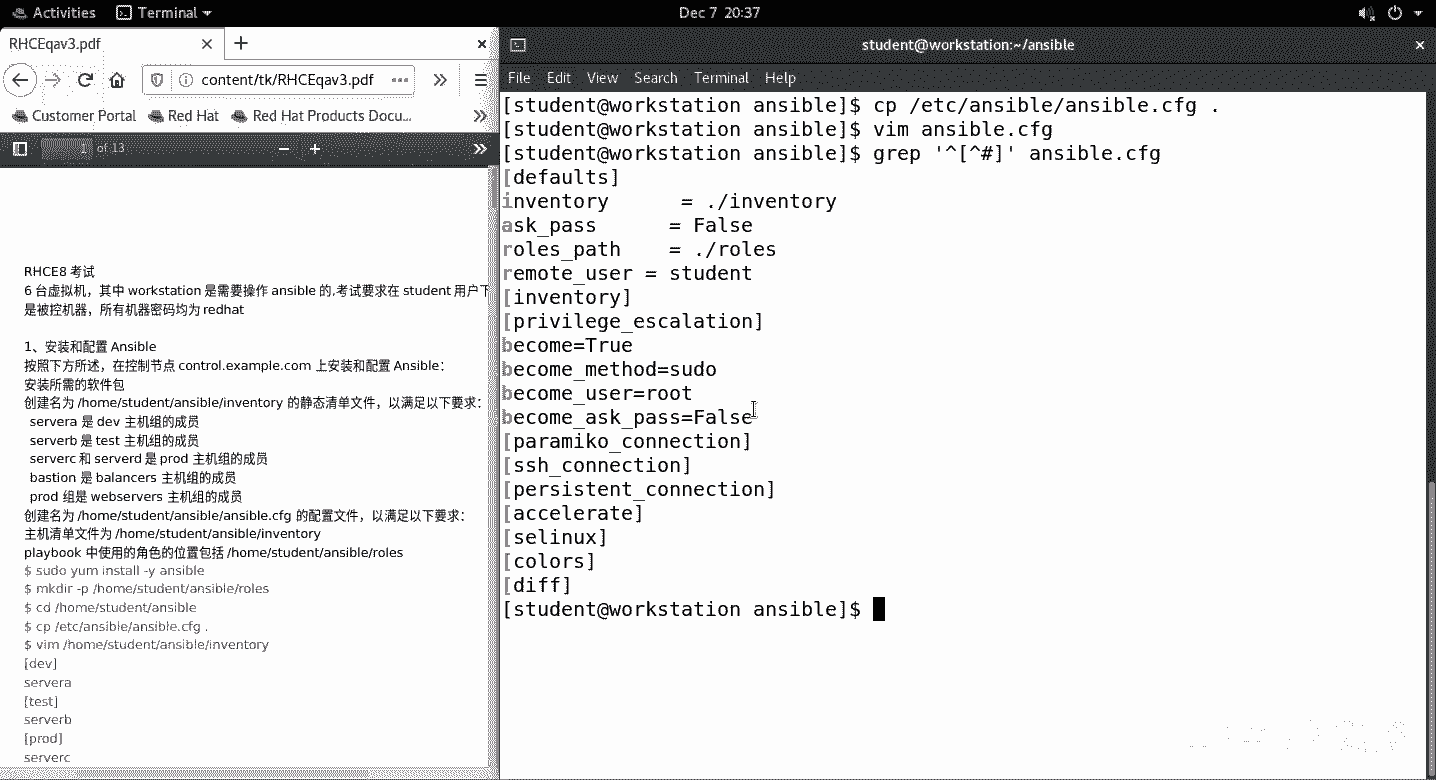 Activities Terminal Dec 7 20:37
RHCEqav3.pdf
content/tk/RHCEqav3.pdf
Customer Portal Red Hat Red Hat Products Docu...
1 of 13
RHCE8 考试
6 台虚拟机，其中 workstation 是需要操作 ansible 的,考试要求在 student 用户下
是被控机器，所有机器密码均为 redhat
1、安装和配置 Ansible
按照下方所述，在控制节点 control.example.com 上安装和配置 Ansible：
安装所需的软件包
创建名为 /home/student/ansible/inventory 的静态清单文件，以满足以下要求：
servera 是 dev 主机组的成员
serverb 是 test 主机组的成员
serverc 和 serverd 是 prod 主机组的成员
bastion 是 balancers 主机组的成员
prod 组是 webservers 主机组的成员
创建名为 /home/student/ansible/ansible.cfg 的配置文件，以满足以下要求：
主机清单文件为 /home/student/ansible/inventory
playbook 中使用的角色的位置包括 /home/student/ansible/roles
$ sudo yum install -y ansible
$ mkdir -p /home/student/ansible/roles
$ cd /home/student/ansible
$ cp /etc/ansible/ansible.cfg .
$ vim /home/student/ansible/inventory
[dev]
servera
[test]
serverb
[prod]
serverc
student@workstation:~/ansible
File Edit View Search Terminal Help
[student@workstation ansible]$ cp /etc/ansible/ansible.cfg .
[student@workstation ansible]$ vim ansible.cfg
[student@workstation ansible]$ grep '^[^#]' ansible.cfg
[defaults]
inventory      = ./inventory
ask_pass      = False
roles_path    = ./roles
remote_user = student
[inventory]
[privilege_escalation]
become=True
become_method=sudo
become_user=root
become_ask_pass=False
[paramiko_connection]
[ssh_connection]
[persistent_connection]
[accelerate]
[selinux]
[colors]
[diff]
[student@workstation ansible]$